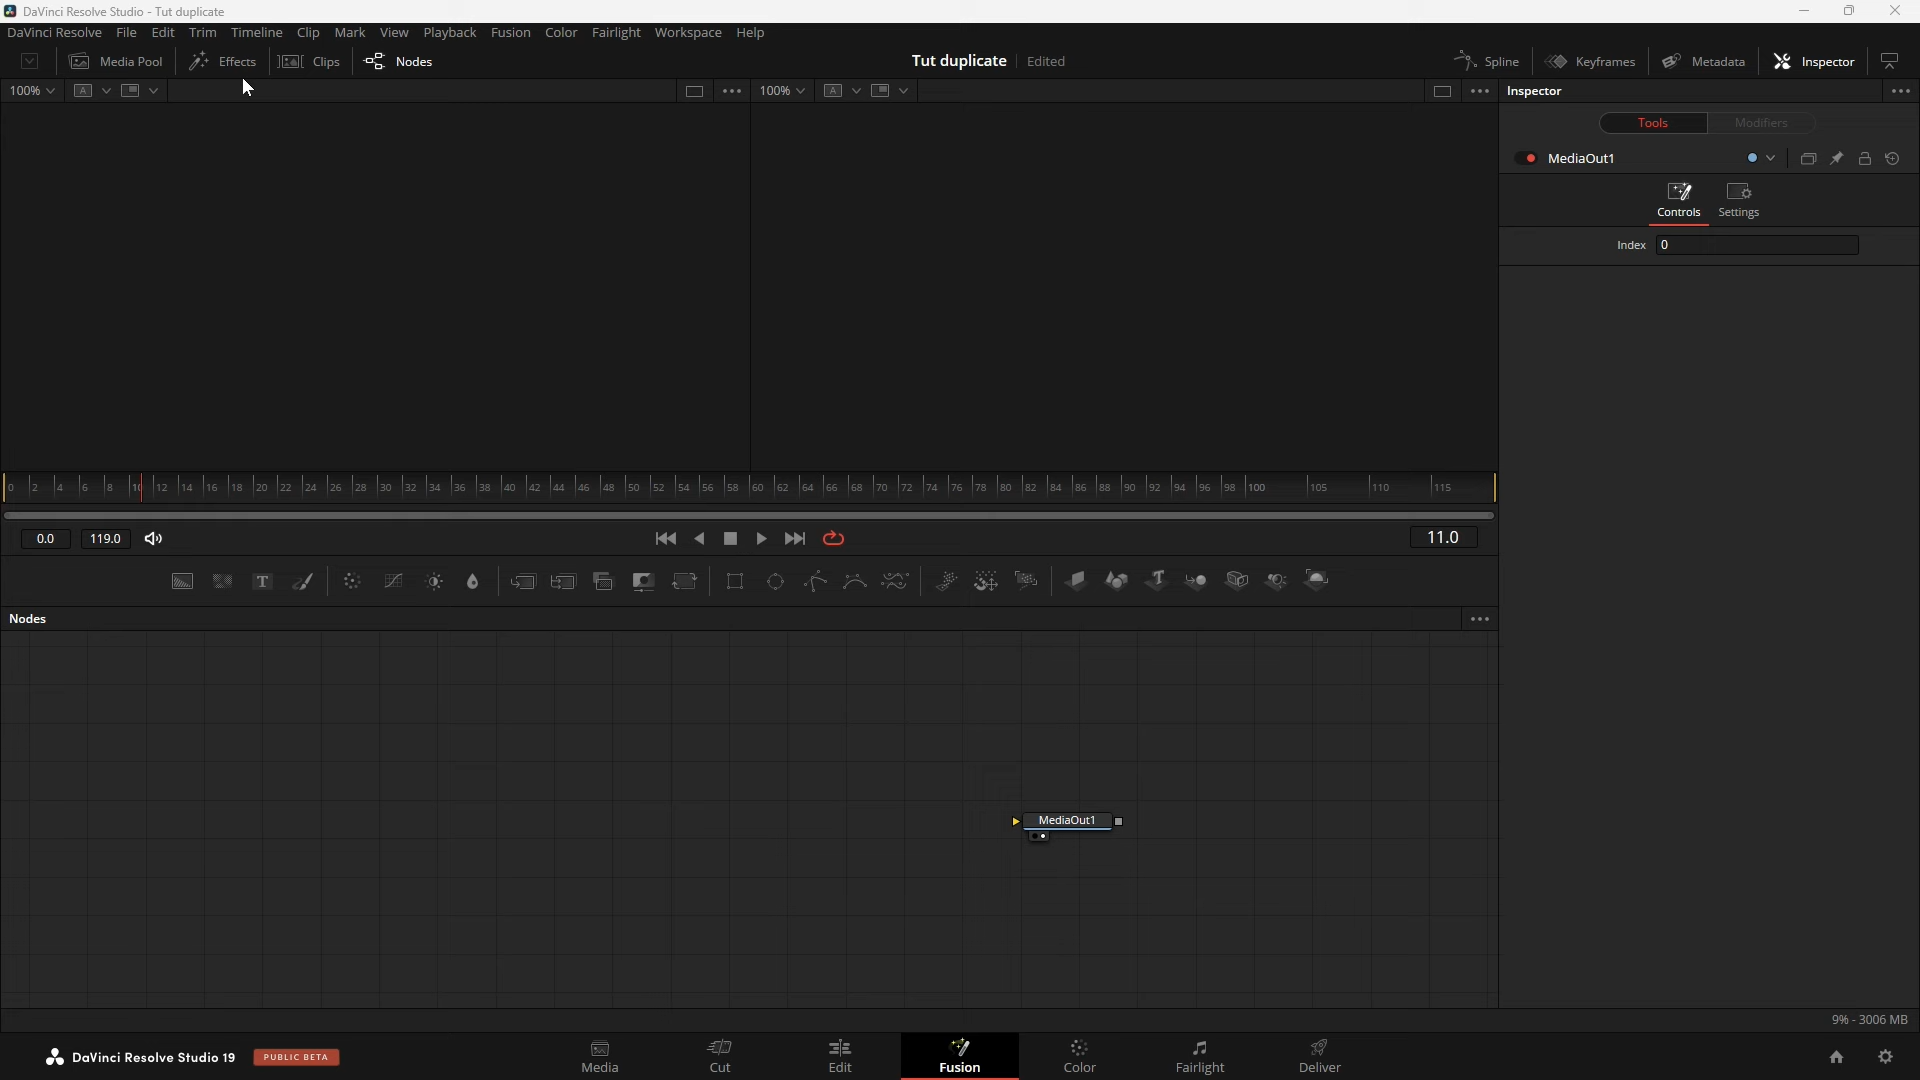 DaVinci Resolve Studio - Tut duplicate
DaVinci Resolve File Edit Trim Timeline Clip Mark View Playback Fusion Color Fairlight Workspace Help
Media Pool Effects Clips Nodes Tut duplicate Edited Spline Keyframes Metadata Inspector
100% A 100% A Inspector
Tools Modifiers
MediaOut1
Controls Settings
Index 0
0 2 4 6 8 10 12 14 16 18 20 22 24 26 28 30 32 34 36 38 40 42 44 46 48 50 52 54 56 58 60 62 64 66 68 70 72 74 76 78 80 82 84 86 88 90 92 94 96 98 100 105 110 115
0.0 119.0 11.0
T T
Nodes
MediaOut1
9% - 3006 MB
DaVinci Resolve Studio 19 PUBLIC BETA Media Cut Edit Fusion Color Fairlight Deliver